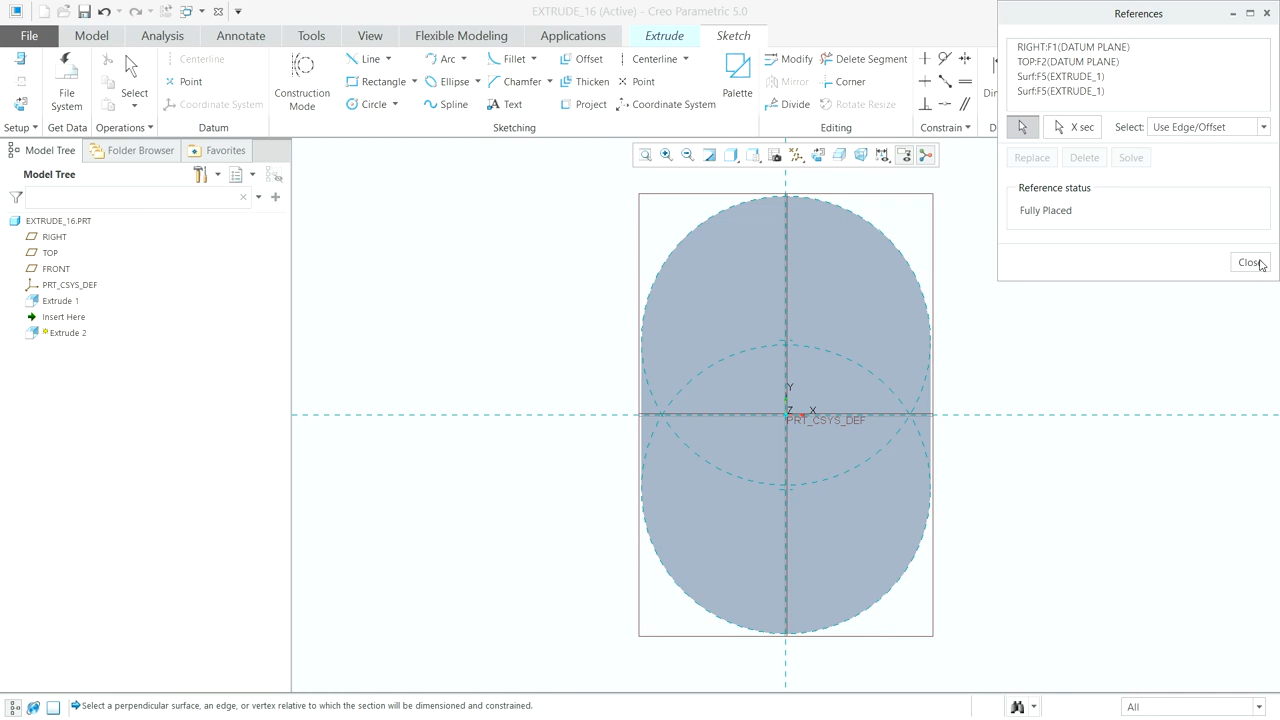 EXTRUDE_16 (Active) - Creo Parametric 5.0
File Model Analysis Annotate Tools View Flexible Modeling Applications Extrude Sketch
Setup
File System
Get Data
Select
Operations
Centerline
Point
Coordinate System
Datum
Construction Mode
Line Arc Fillet Offset Centerline
Rectangle Ellipse Chamfer Thicken Point
Circle Spline Text Project Coordinate System
Palette
Sketching
Modify Delete Segment
Mirror Corner
Divide Rotate Resize
Editing
Constrain
References
RIGHT:F1(DATUM PLANE)
TOP:F2(DATUM PLANE)
Surf:F5(EXTRUDE_1)
Surf:F5(EXTRUDE_1)
X sec Select: Use Edge/Offset
Replace Delete Solve
Reference status
Fully Placed
Model Tree Folder Browser Favorites
Model Tree
EXTRUDE_16.PRT
RIGHT
TOP
FRONT
PRT_CSYS_DEF
Extrude 1
Insert Here
Extrude 2
Y
Z X
PRT_CSYS_DEF
Select a perpendicular surface, an edge, or vertex relative to which the section will be dimensioned and constrained.
All